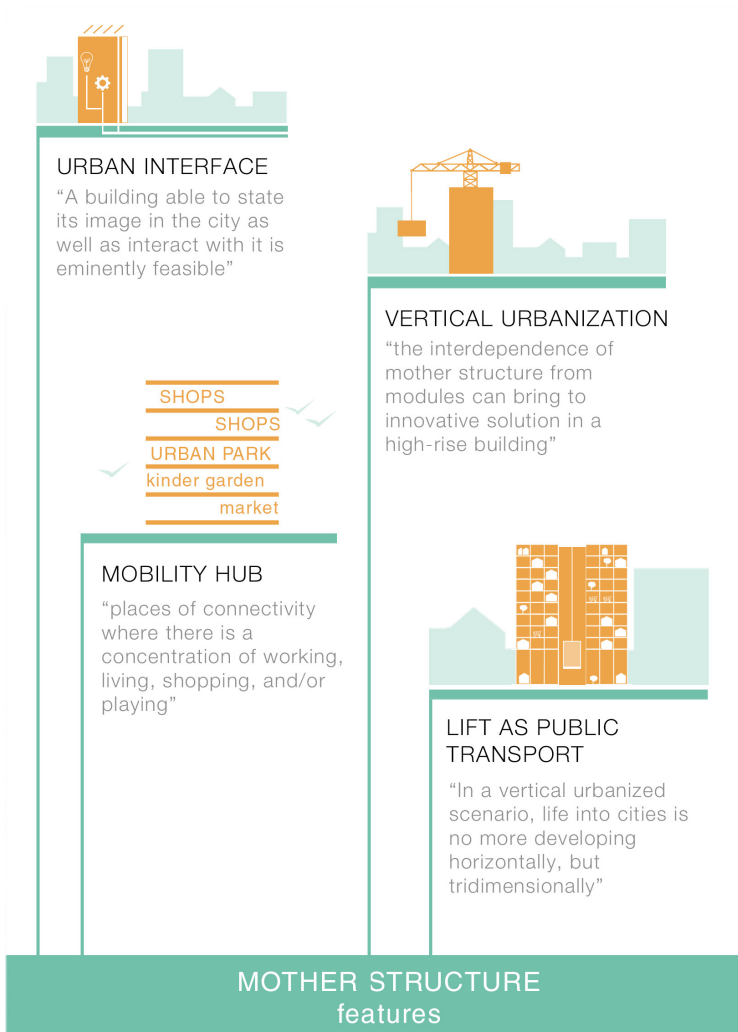 URBAN INTERFACE
“A building able to state
its image in the city as
well as interact with it is
eminently feasible”
VERTICAL URBANIZATION
“the interdependence of
mother structure from
modules can bring to
innovative solution in a
high-rise building”
SHOPS
SHOPS
URBAN PARK
kinder garden
market
MOBILITY HUB
“places of connectivity
where there is a
concentration of working,
living, shopping, and/or
playing”
LIFT AS PUBLIC
TRANSPORT
“In a vertical urbanized
scenario, life into cities is
no more developing
horizontally, but
tridimensionally”
MOTHER STRUCTURE
features